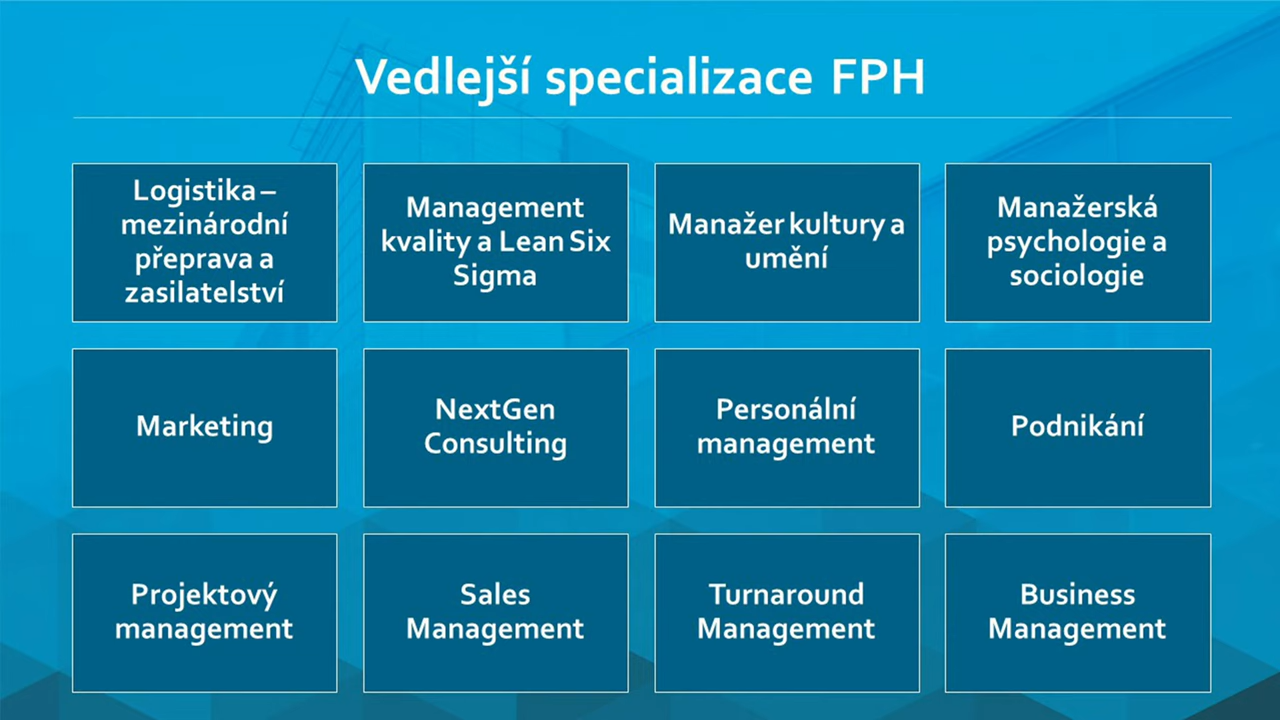 Vedlejší specializace FPH
Logistika –
mezinárodní
přeprava a
zasilatelství
Management
kvality a Lean Six
Sigma
Manažer kultury a
umění
Manažerská
psychologie a
sociologie
Marketing
NextGen
Consulting
Personální
management
Podnikání
Projektový
management
Sales
Management
Turnaround
Management
Business
Management